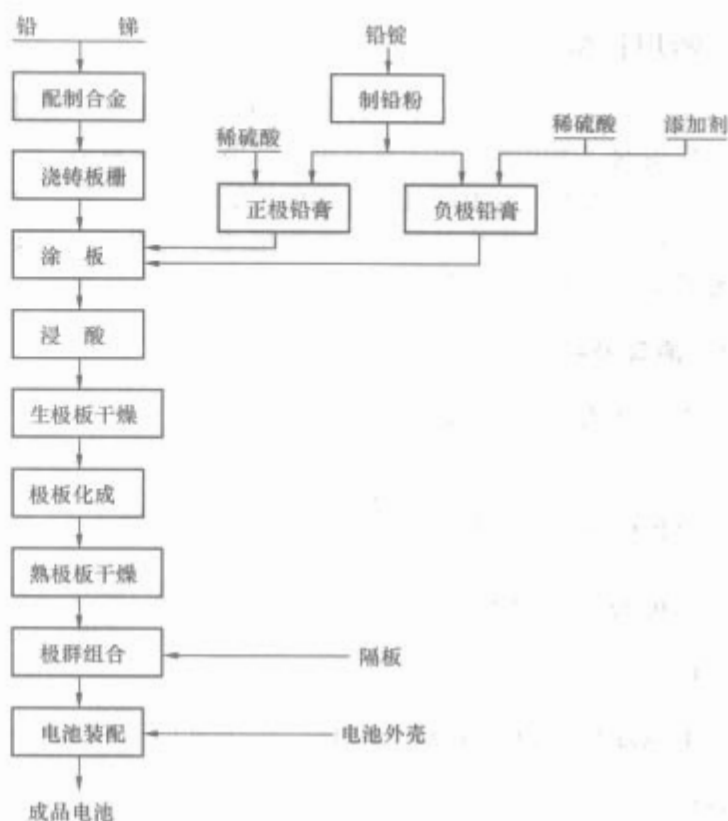 铅 锑
铅锭
配制合金
制铅粉
稀硫酸
稀硫酸
添加剂
浇铸板栅
正极铅膏
负极铅膏
涂 板
浸 酸
生极板干燥
极板化成
熟极板干燥
极群组合
隔板
电池装配
电池外壳
成品电池